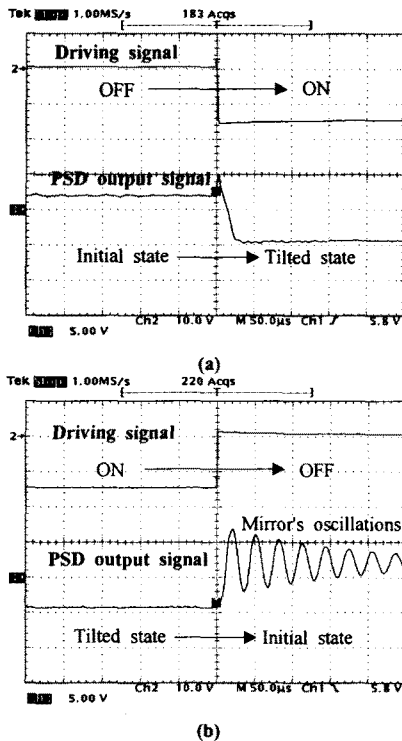 Tek 1.00MS/s 183 Acqs
Driving signal
2→
OFF → ON
PSD output signal
Initial state → Tilted state
5.00 V Ch2 10.0 V M 50.0µs Ch1 5.8 V
(a)
Tek 1.00MS/s 220 Acqs
2→
Driving signal
ON → OFF
Mirror's oscillations
PSD output signal
Tilted state → Initial state
5.00 V Ch2 10.0 V M 50.0µs Ch1 5.8 V
(b)